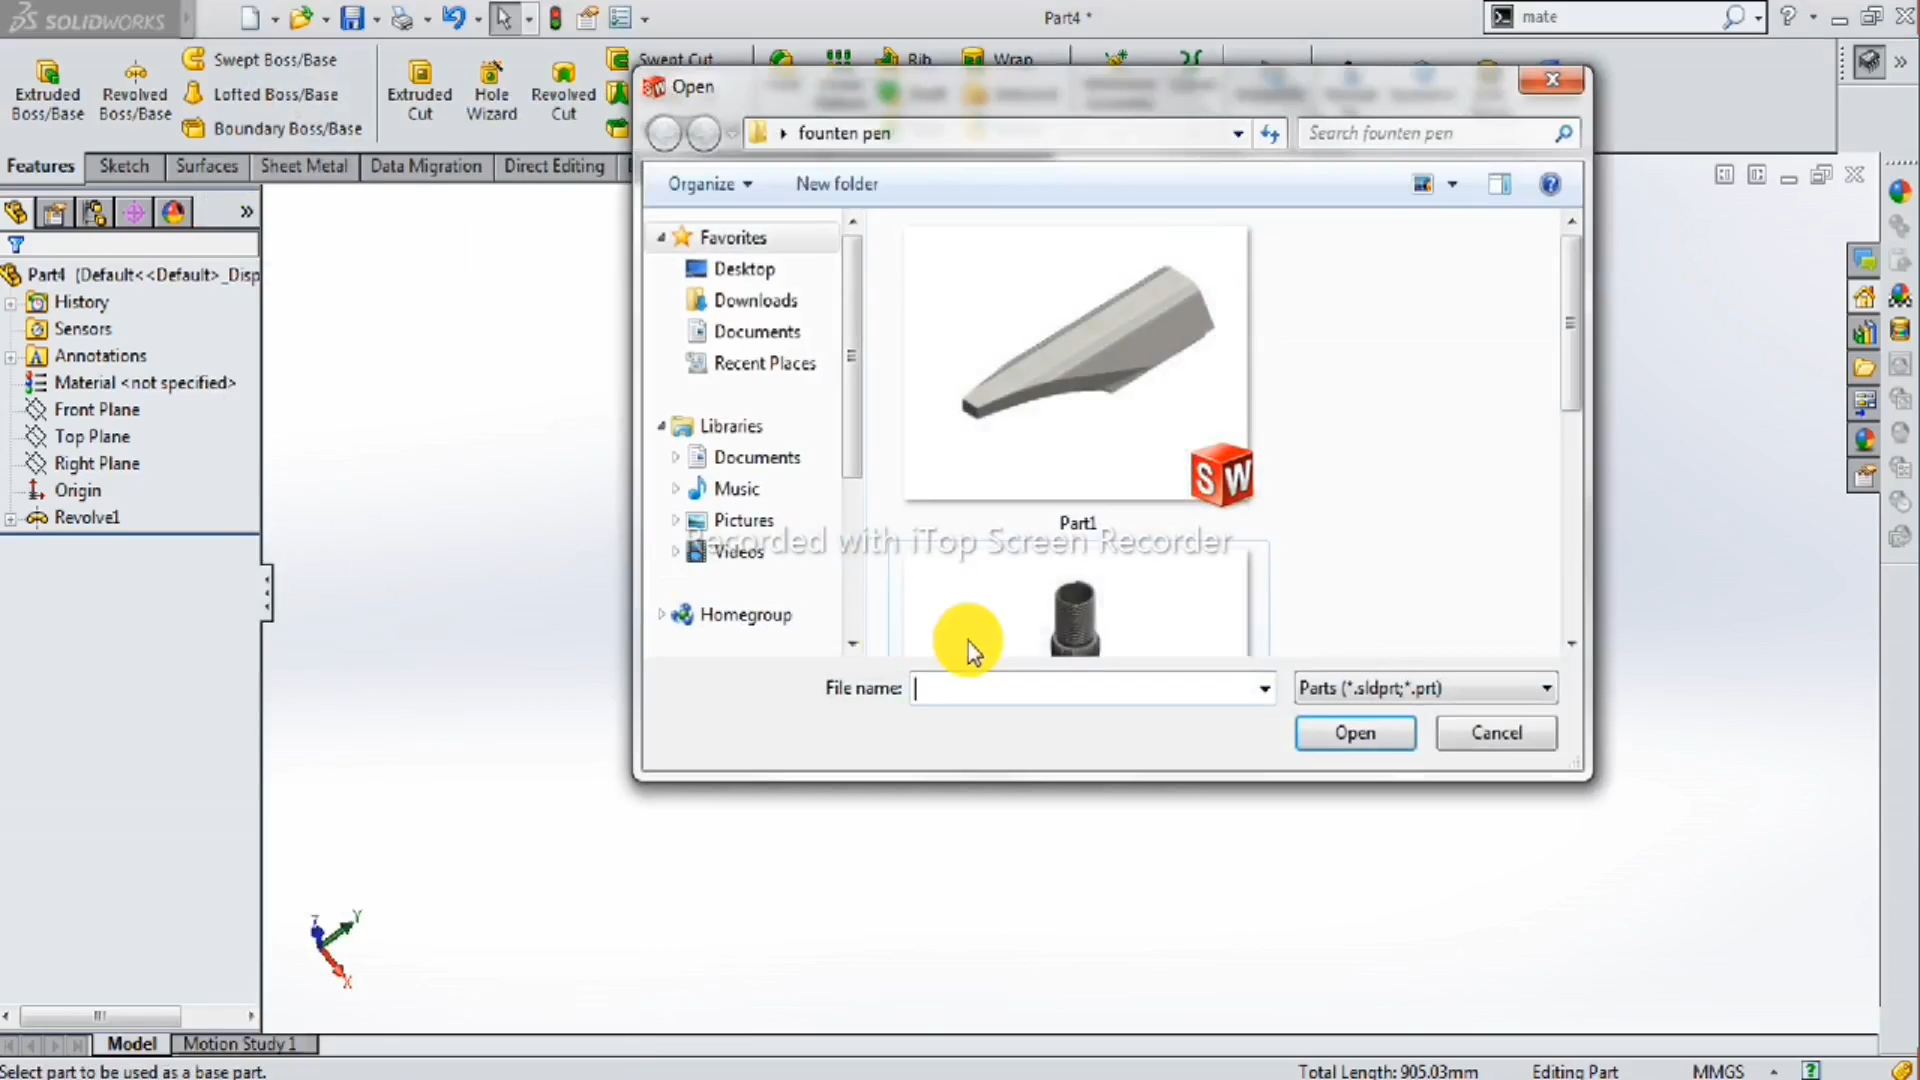 SOLIDWORKS
Part4 *
mate
Swept Boss/Base
Lofted Boss/Base
Boundary Boss/Base
Extruded Boss/Base
Revolved Boss/Base
Extruded Cut
Hole Wizard
Revolved Cut
Swept Cut
Rib
Wrap
Features
Sketch
Surfaces
Sheet Metal
Data Migration
Direct Editing
Part4 (Default<<Default>_Disp
History
Sensors
Annotations
Material <not specified>
Front Plane
Top Plane
Right Plane
Origin
Revolve1
Open
founten pen
Search founten pen
Organize
New folder
Favorites
Desktop
Downloads
Documents
Recent Places
Libraries
Documents
Music
Pictures
Videos
Homegroup
SW
Part1
Recorded with iTop Screen Recorder
File name:
Parts (*.sldprt;*.prt)
Open
Cancel
Z
Y
X
Model
Motion Study 1
Select part to be used as a base part.
Total Length: 905.03mm
Editing Part
MMGS